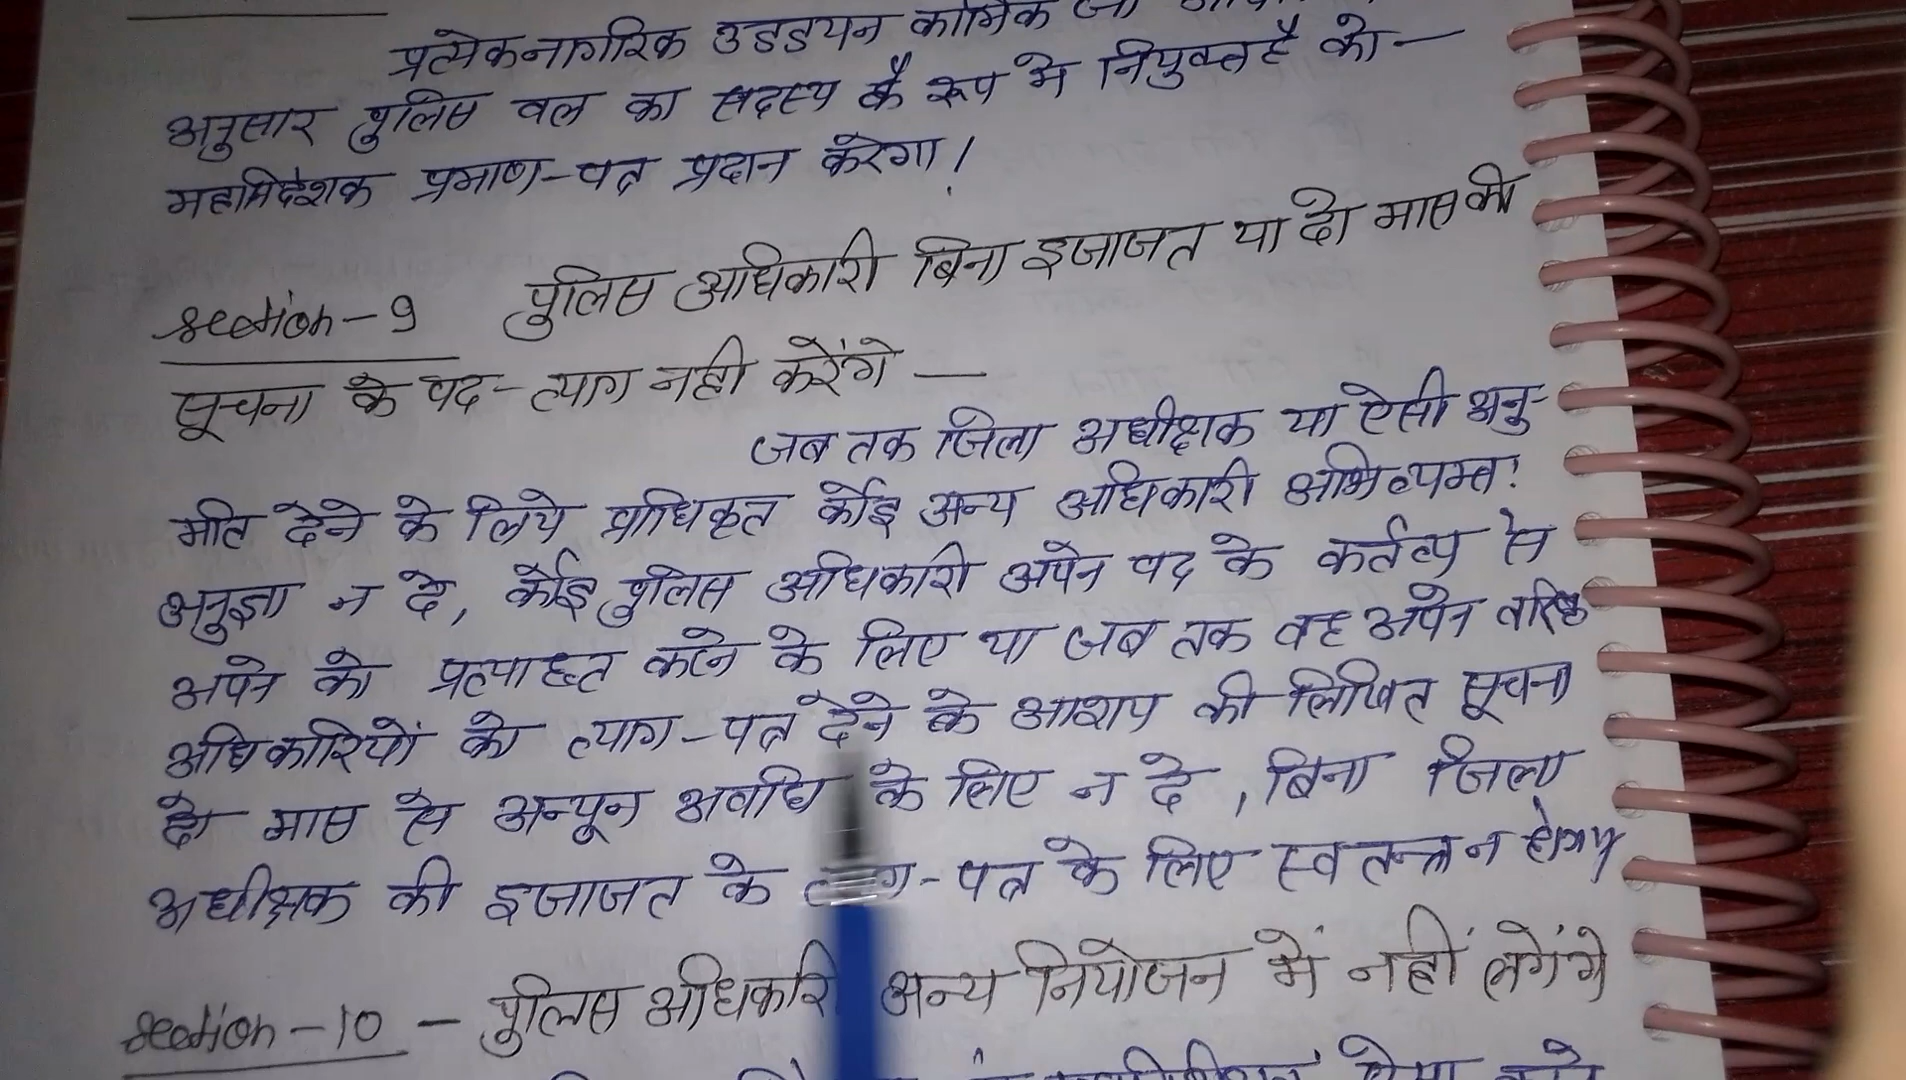 प्रत्येक नागरिक उडडयन कार्मिक
अनुसार पुलिस वल का सदस्य के रूप मे नियुक्त है को —
महानिदेशक प्रमाण-पत्र प्रदान करेगा।
section-9 पुलिस अधिकारी बिना इजाजत या दो मास की
सूचना के पद-त्याग नही करेंगे —
जब तक जिला अधीक्षक या ऐसी अनु-
मति देने के लिये प्राधिकृत कोई अन्य अधिकारी अभिव्यक्त:
अनुज्ञा न दे, कोई पुलिस अधिकारी अपने पद के कर्तव्य से
अपने को प्रत्याहृत करने के लिए या जब तक वह अपने वरिष्ठ
अधिकारियों को त्याग-पत्र देने के आशय की लिखित सूचना
दो मास से अन्यून अवधि के लिए न दे, बिना जिला
अधीक्षक की इजाजत के त्याग-पत्र के लिए स्वतन्त्र न होगा
section-10 — पुलिस अधिकारी अन्य नियोजन में नहीं लगेंगे